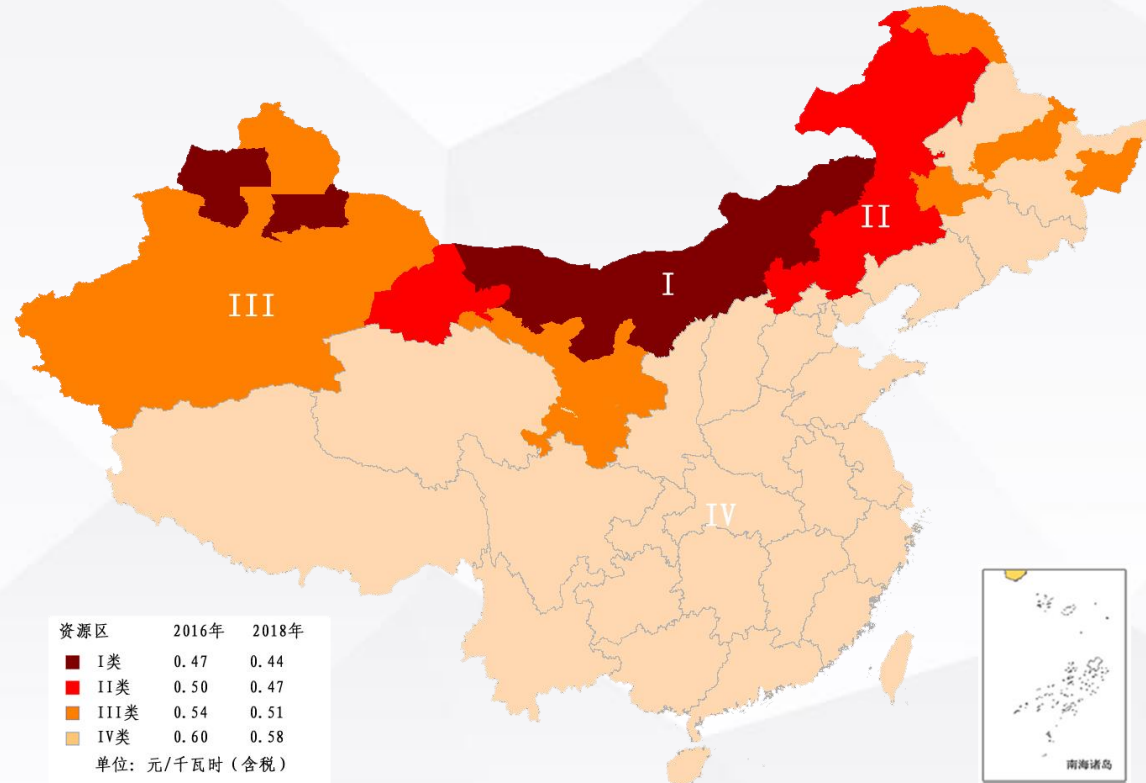 II
I
III
IV
资源区 2016年 2018年
I类 0.47 0.44
II类 0.50 0.47
III类 0.54 0.51
IV类 0.60 0.58
单位: 元/千瓦时(含税)
南海诸岛